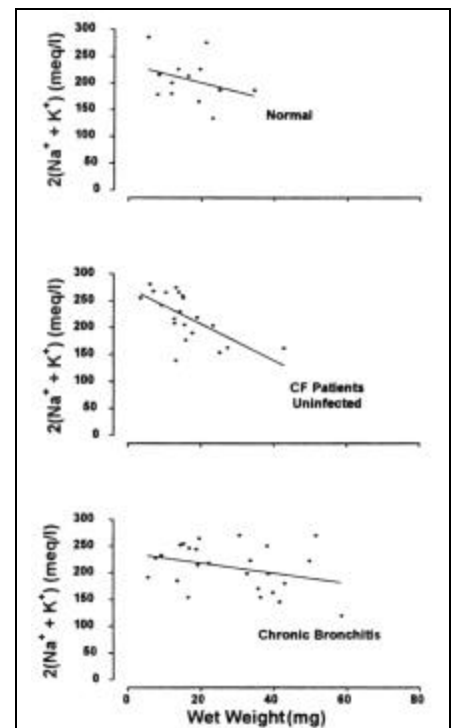 2(Na⁺ + K⁺) (meq/l)
300
250
200
150
100
50
0
Normal
2(Na⁺ + K⁺) (meq/l)
300
250
200
150
100
50
0
CF Patients
Uninfected
2(Na⁺ + K⁺) (meq/l)
300
250
200
150
100
50
0
Chronic Bronchitis
0 20 40 60 80
Wet Weight (mg)